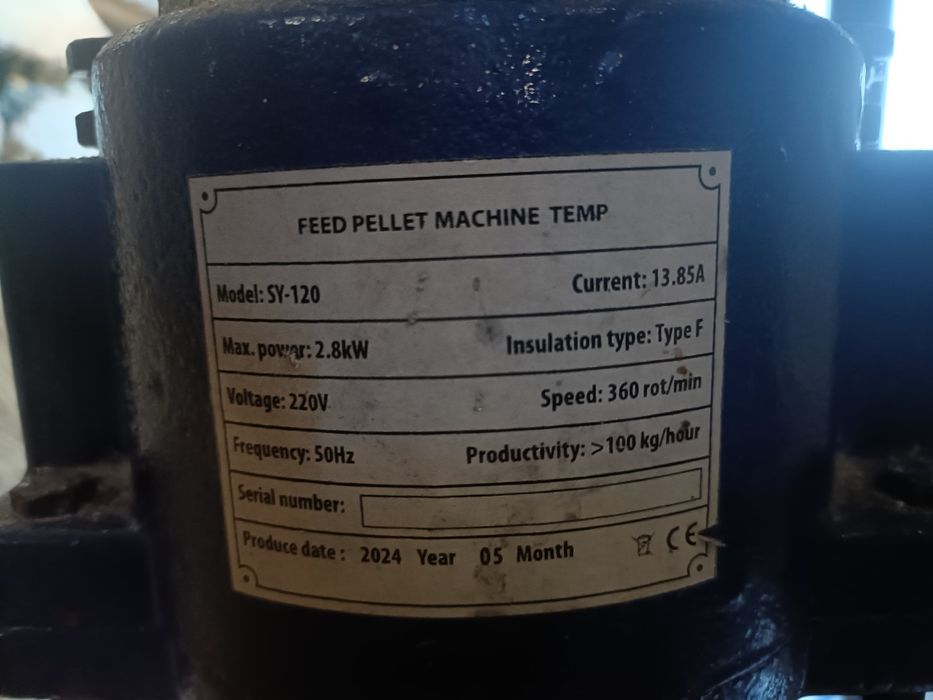 FEED PELLET MACHINE TEMP
Model: SY-120 Current: 13.85A
Max. power: 2.8kW Insulation type: Type F
Voltage: 220V Speed: 360 rot/min
Frequency: 50Hz Productivity: >100 kg/hour
Serial number:
Produce date : 2024 Year 05 Month CE